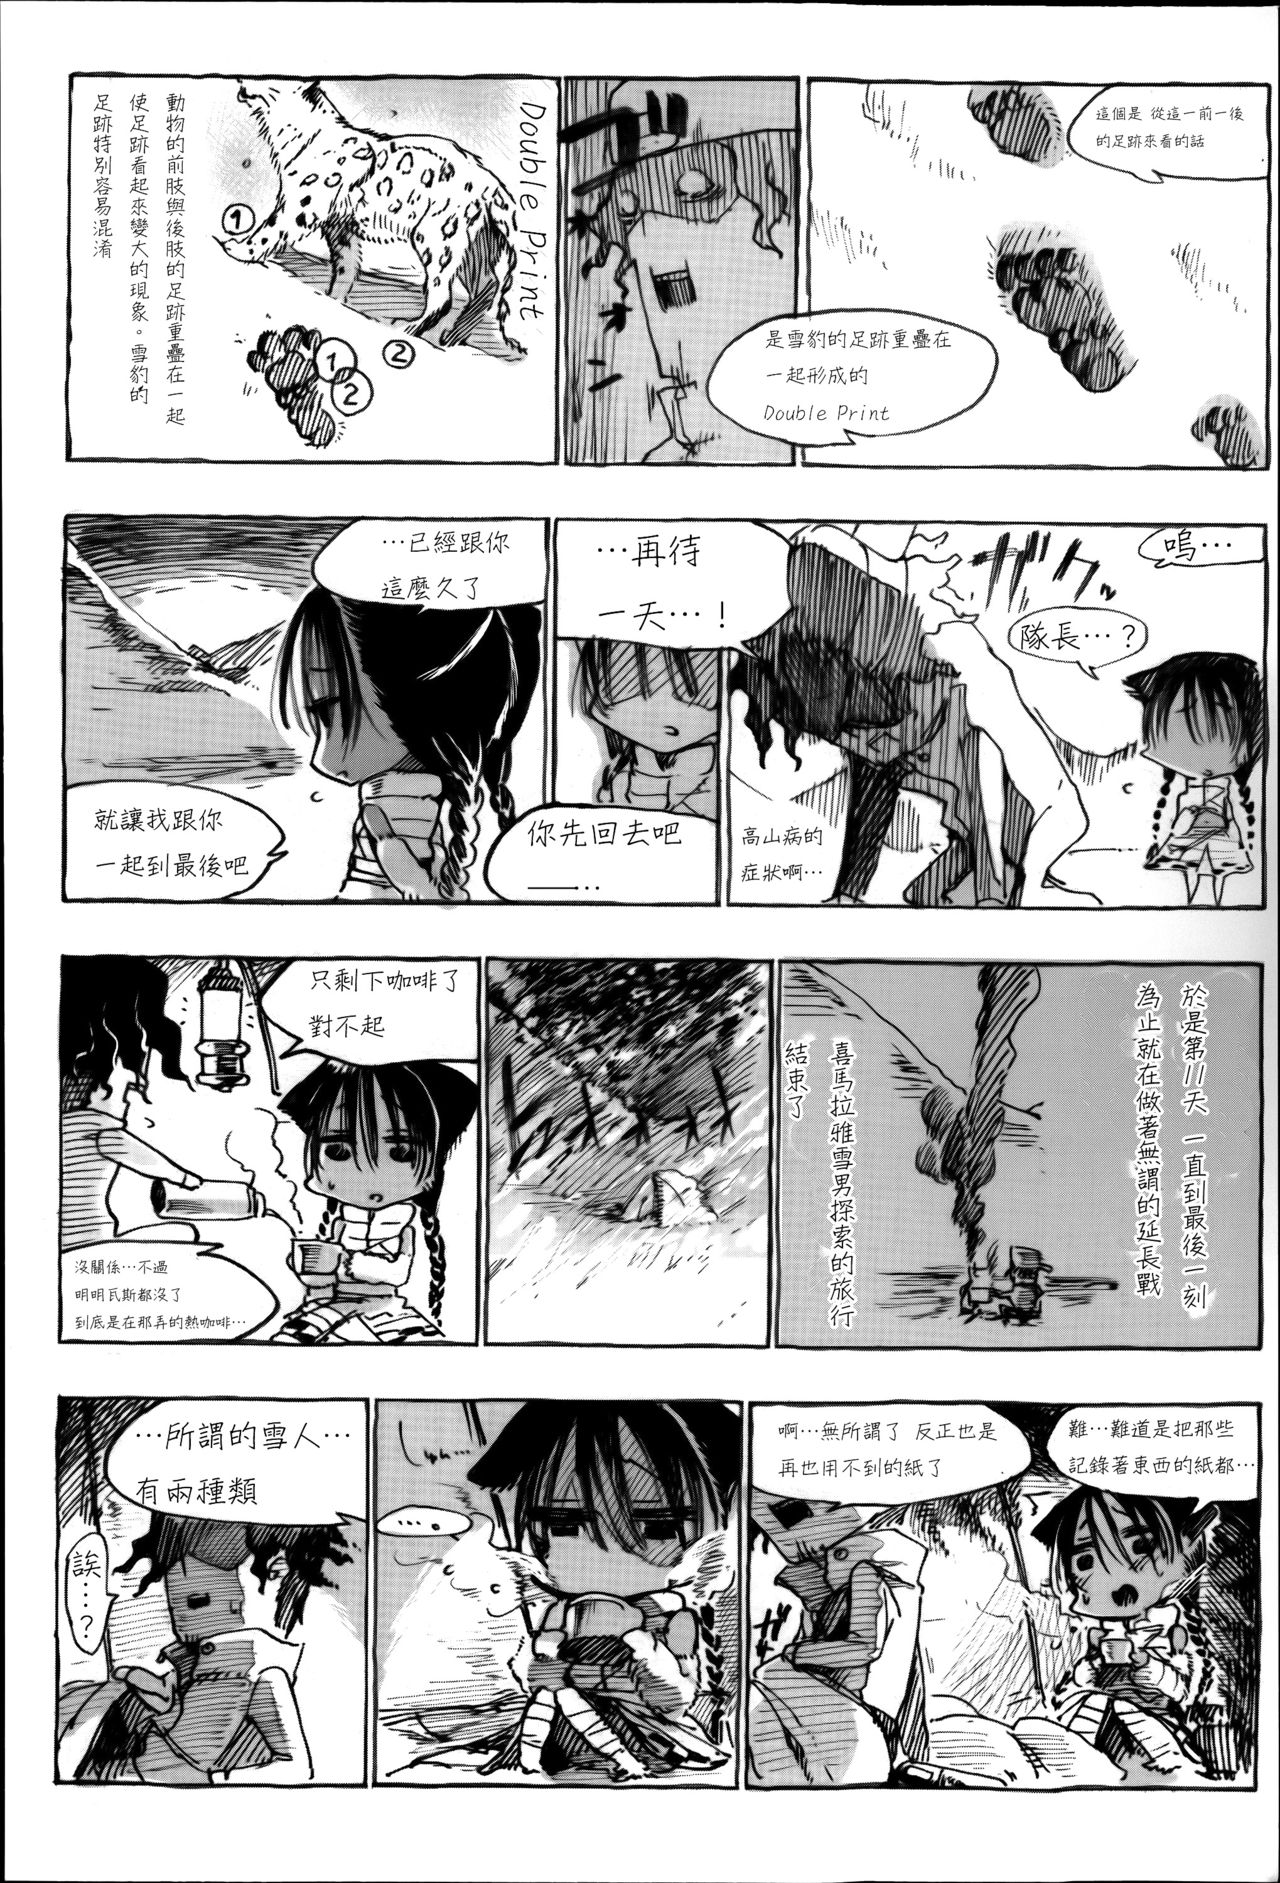 這個是 從這一前一後
的足跡來看的話
是雪豹的足跡重疊在
一起形成的
Double Print
Double Print
①
②
1
2
動物的前肢與後肢的足跡重疊在一起
使足跡看起來變大的現象。雪豹的
足跡特別容易混淆
嗚…
隊長…？
高山病的
症狀啊…
…再待
一天…！
你先回去吧
——‥
…已經跟你
這麼久了
就讓我跟你
一起到最後吧
於是第11天 一直到最後一刻
為止就在做著無謂的延長戰
喜馬拉雅雪男探索的旅行
結束了
只剩下咖啡了
對不起
沒關係…不過
明明瓦斯都沒了
到底是在那弄的熱咖啡…
難…難道是把那些
記錄著東西的紙都…
啊…無所謂了 反正也是
再也用不到的紙了
…。
…所謂的雪人…
有兩種類
誒…？